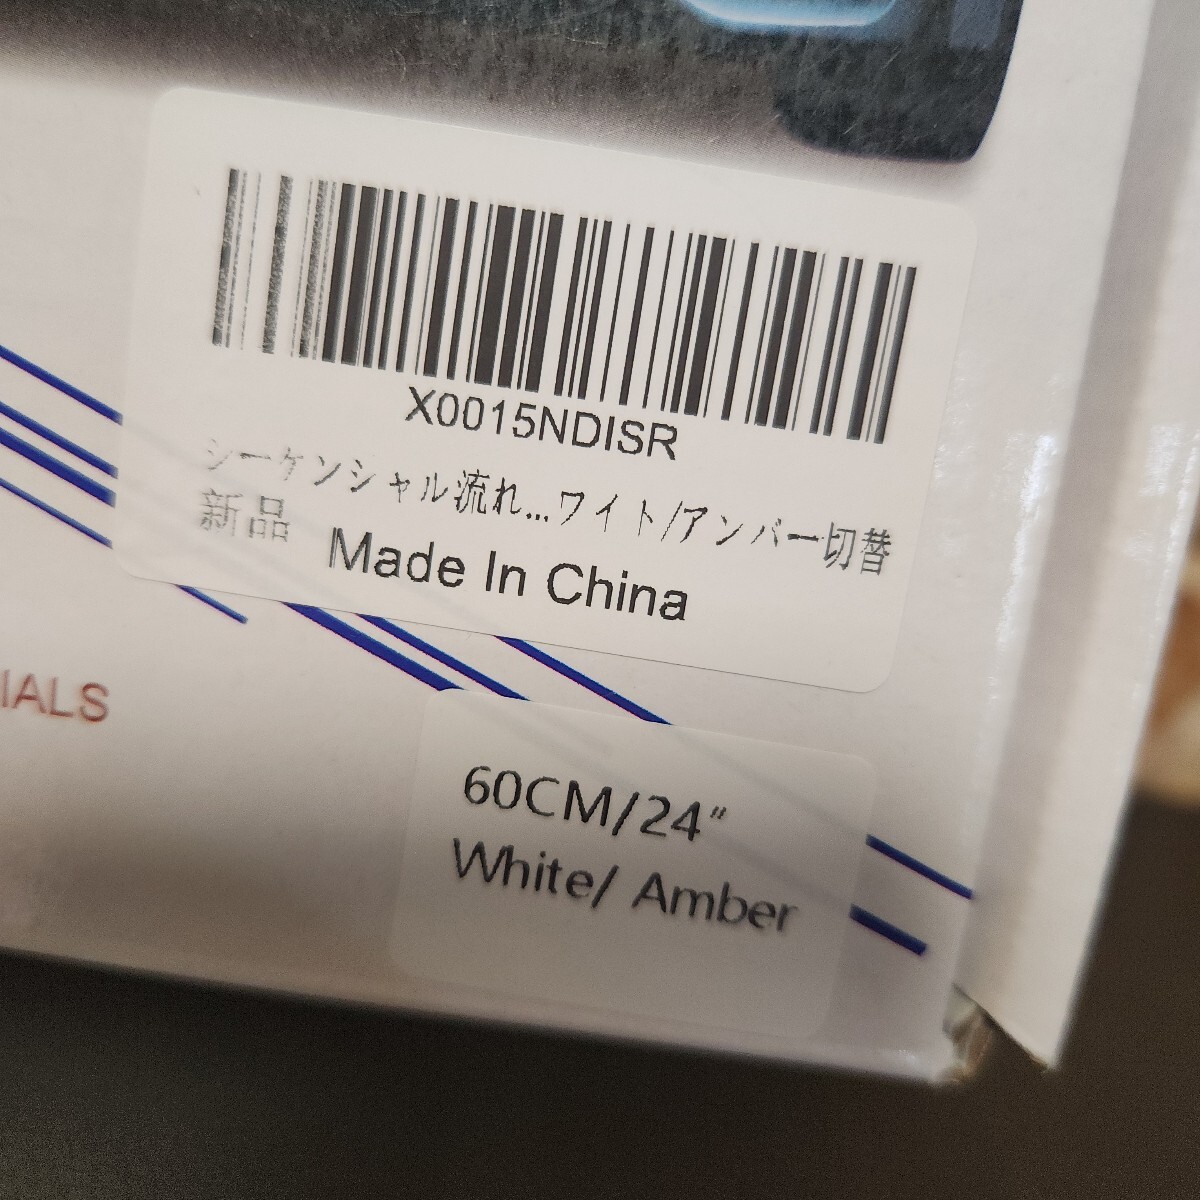 X0015NDISR
シーケンシャル流れ...ワイト/アンバー切替
新品 Made In China
IALS
60CM/24"
White/ Amber